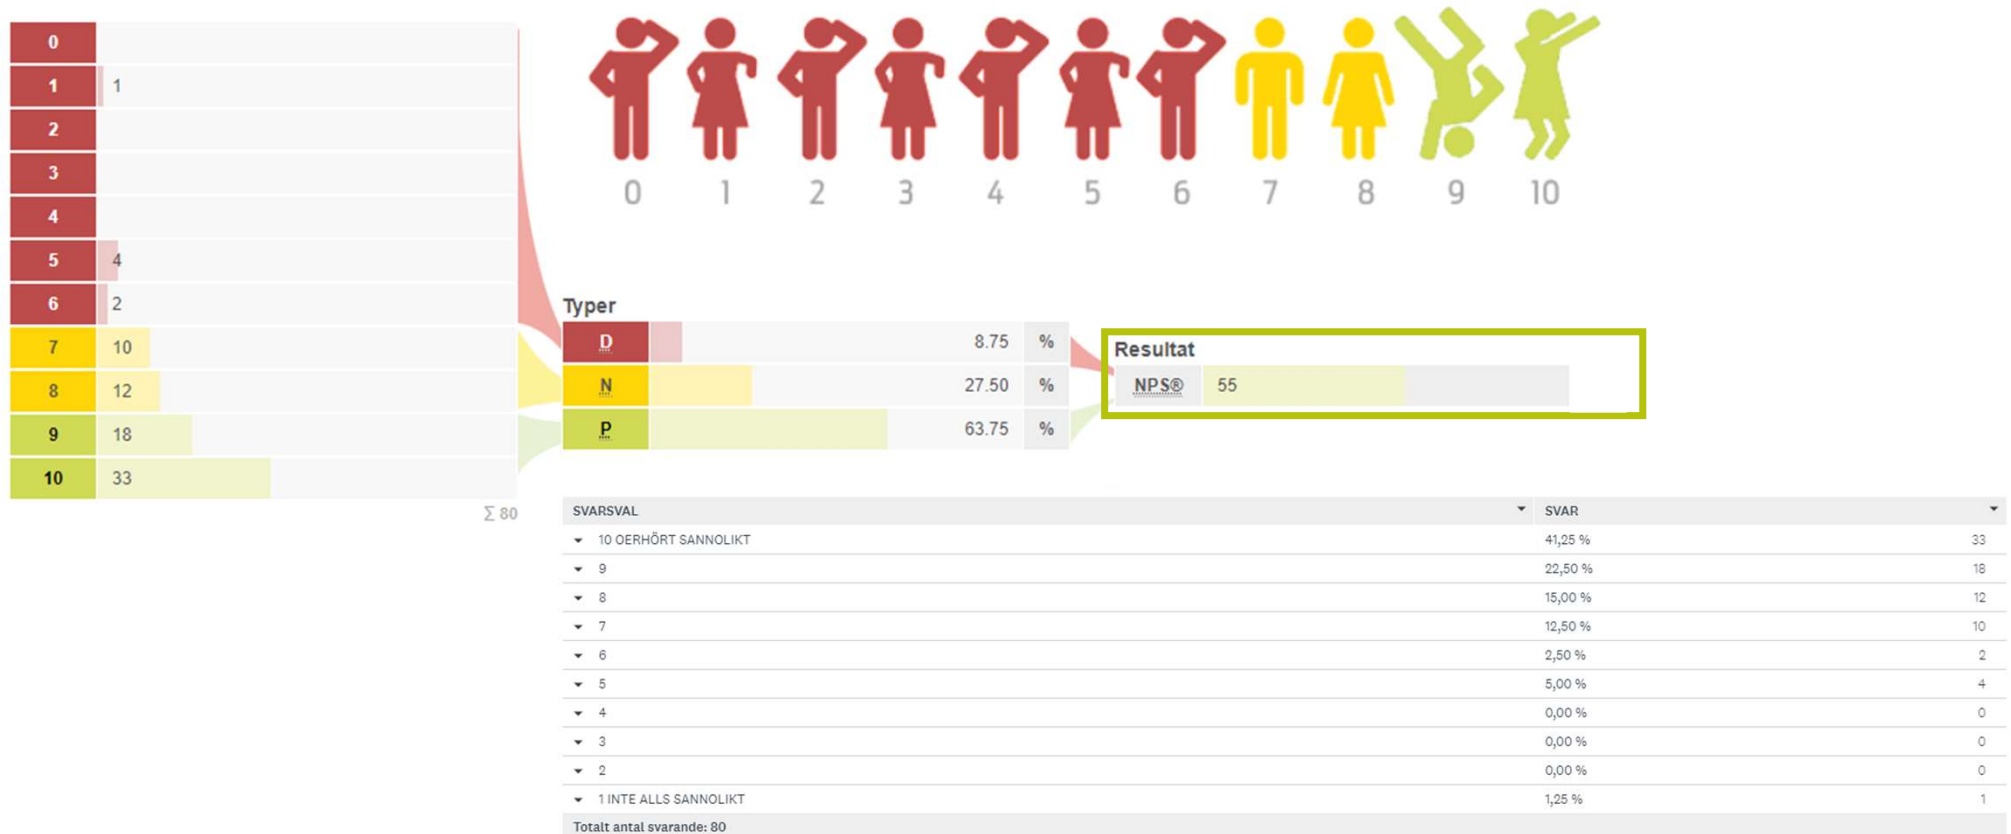 0
1 1
2
3
4
5 4
6 2
7 10
8 12
9 18
10 33
∑ 80
0 1 2 3 4 5 6 7 8 9 10
Typer
D 8.75 %
N 27.50 %
P 63.75 %
Resultat
NPS® 55
SVARSVAL SVAR
10 OERHÖRT SANNOLIKT 41,25 % 33
9 22,50 % 18
8 15,00 % 12
7 12,50 % 10
6 2,50 % 2
5 5,00 % 4
4 0,00 % 0
3 0,00 % 0
2 0,00 % 0
1 INTE ALLS SANNOLIKT 1,25 % 1
Totalt antal svarande: 80